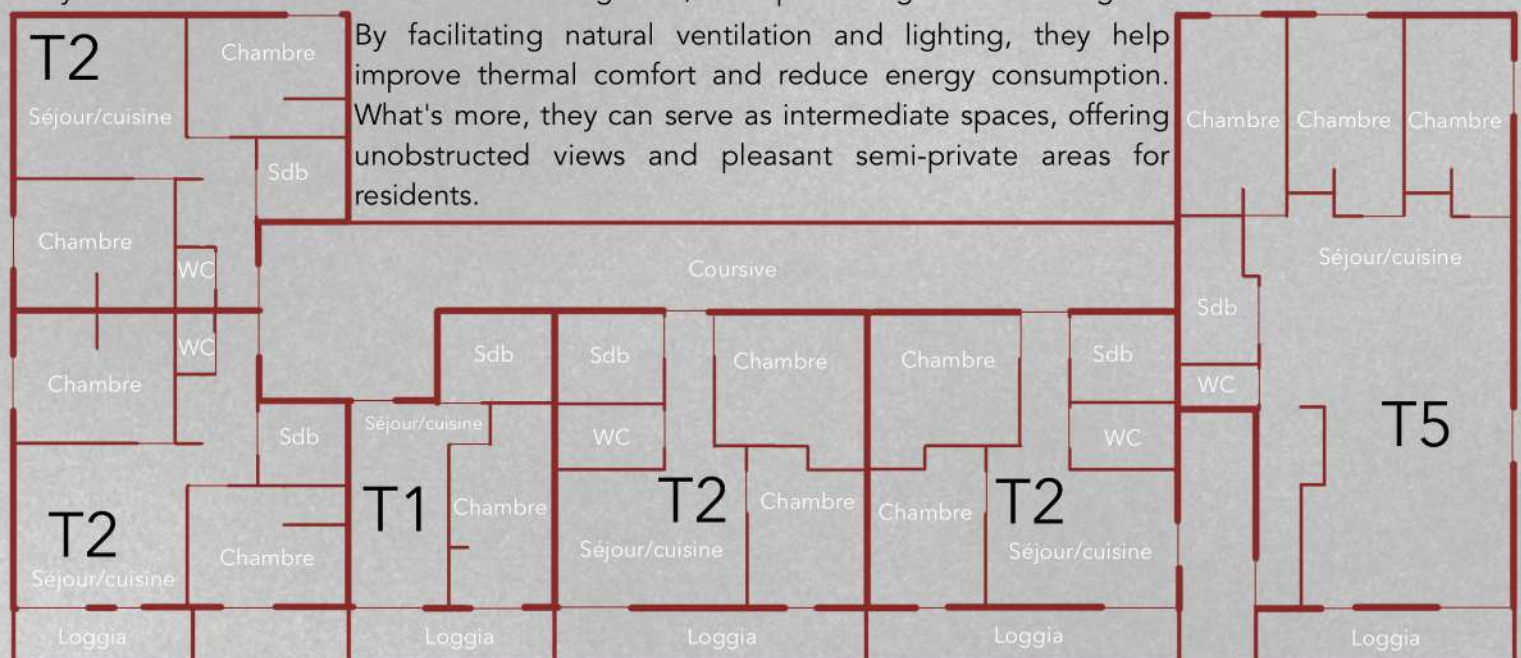 By facilitating natural ventilation and lighting, they help
improve thermal comfort and reduce energy consumption.
What's more, they can serve as intermediate spaces, offering
unobstructed views and pleasant semi-private areas for
residents.
T2
Chambre
Séjour/cuisine
Sdb
Chambre
WC
WC
Chambre
Sdb
T2
Séjour/cuisine
Chambre
Loggia
Coursive
Séjour/cuisine
Sdb
T1
Chambre
Loggia
Sdb
WC
Chambre
T2
Chambre
Séjour/cuisine
Loggia
Chambre
Sdb
WC
Chambre
T2
Séjour/cuisine
Loggia
Chambre
Chambre
Chambre
Séjour/cuisine
Sdb
WC
T5
Loggia